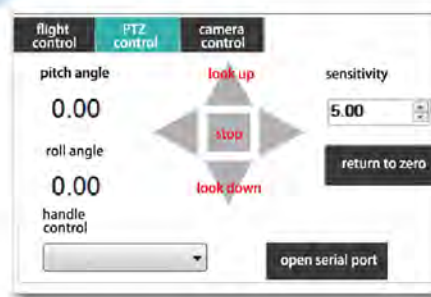 flight
control
PTZ
control
camera
control
pitch angle
look up
sensitivity
0.00
5.00
stop
roll angle
return to zero
0.00
look down
handle
control
open serial port